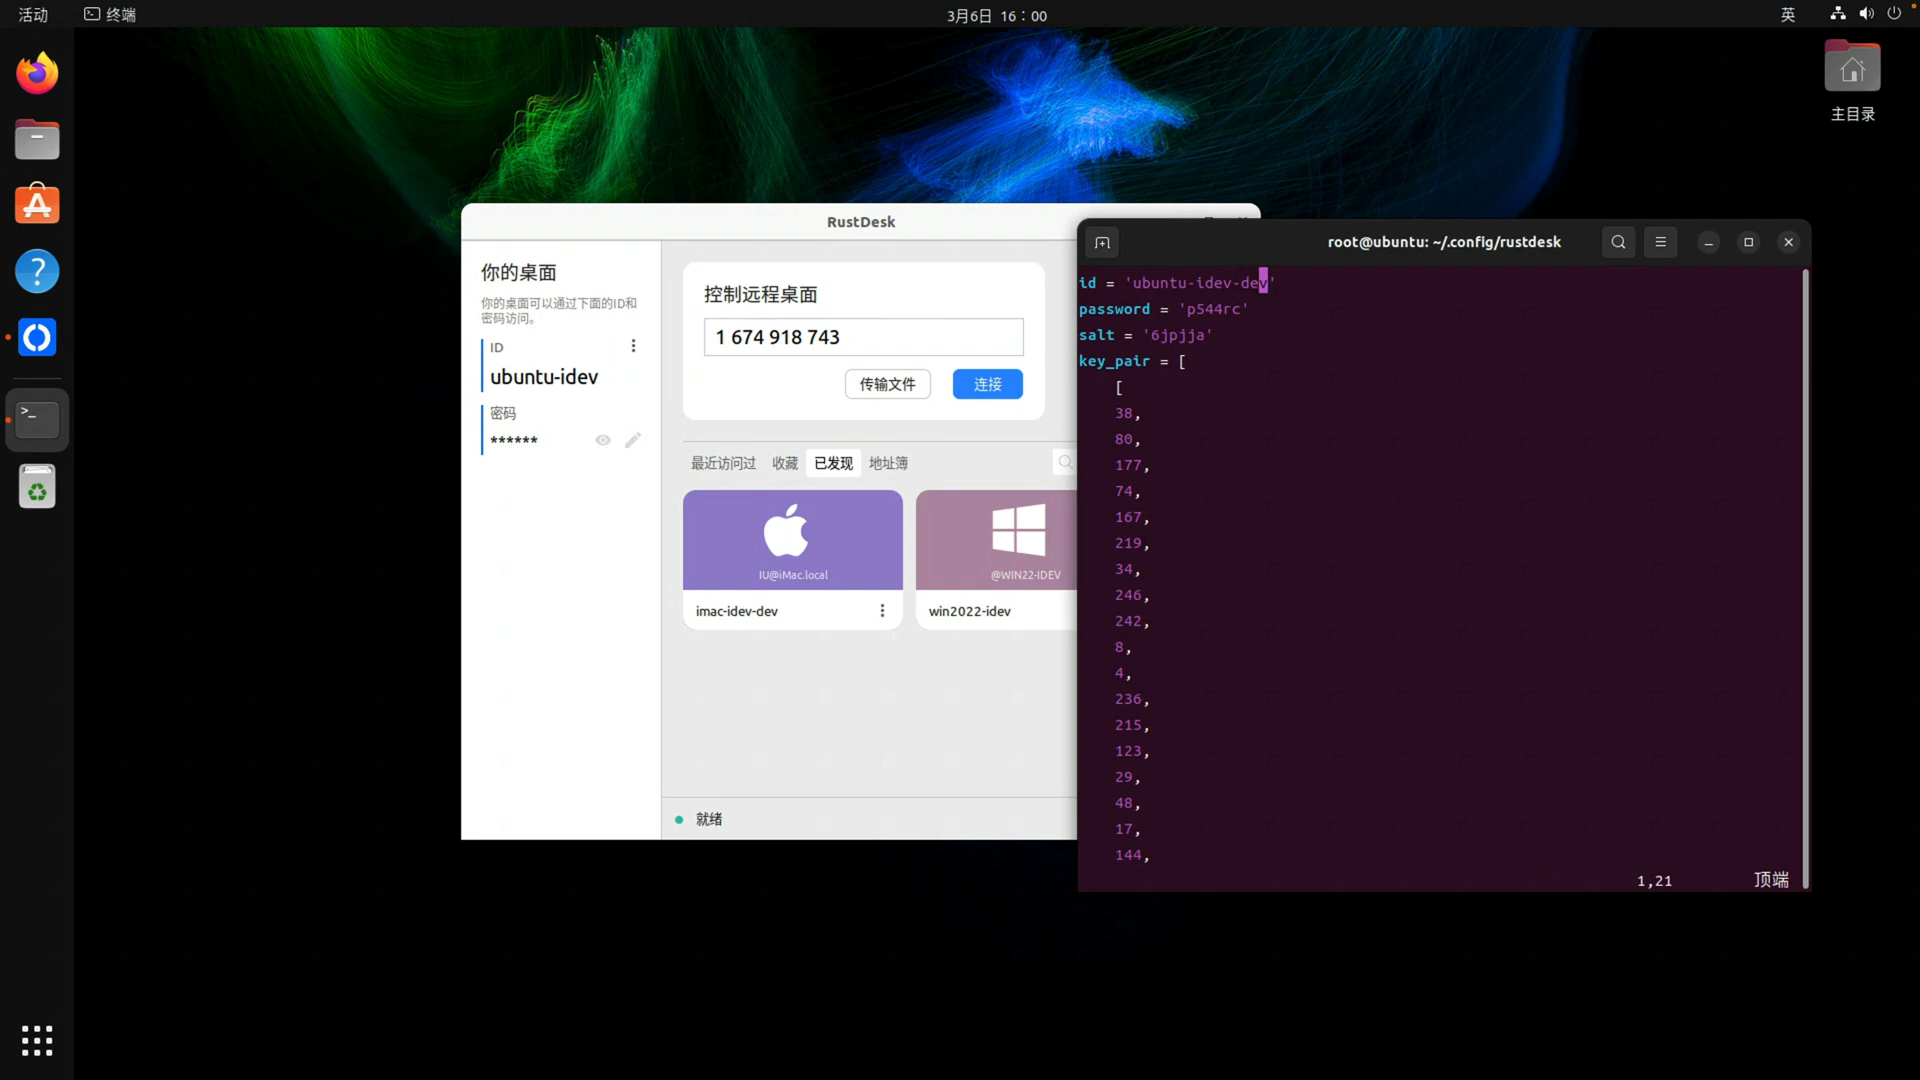 活动
终端
3月6日 16：00
英
主目录
RustDesk
你的桌面
你的桌面可以通过下面的ID和
密码访问。
ID
ubuntu-idev
密码
******
控制远程桌面
1 674 918 743
传输文件
连接
最近访问过
收藏
已发现
地址簿
IU@iMac.local
imac-idev-dev
@WIN22-IDEV
win2022-idev
就绪
root@ubuntu: ~/.config/rustdesk
id = 'ubuntu-idev-dev'
password = 'p544rc'
salt = '6jpjja'
key_pair = [
[
38,
80,
177,
74,
167,
219,
34,
246,
242,
8,
4,
236,
215,
123,
29,
48,
17,
144,
1,21
顶端